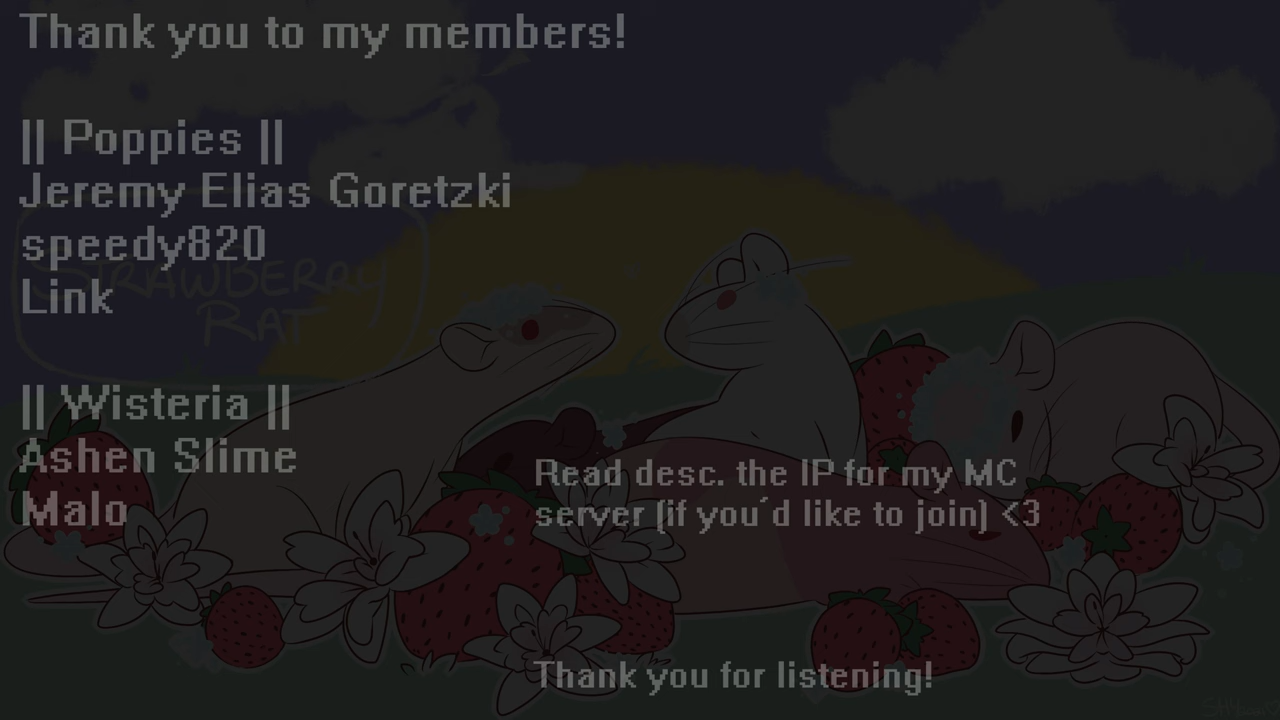 Thank you to my members!
|| Poppies ||
Jeremy Elias Goretzki
speedy820
Link
STRAWBERRY
RAT
|| Wisteria ||
Ashen Slime
Malo
Read desc. the IP for my MC
server (if you´d like to join) <3
Thank you for listening!